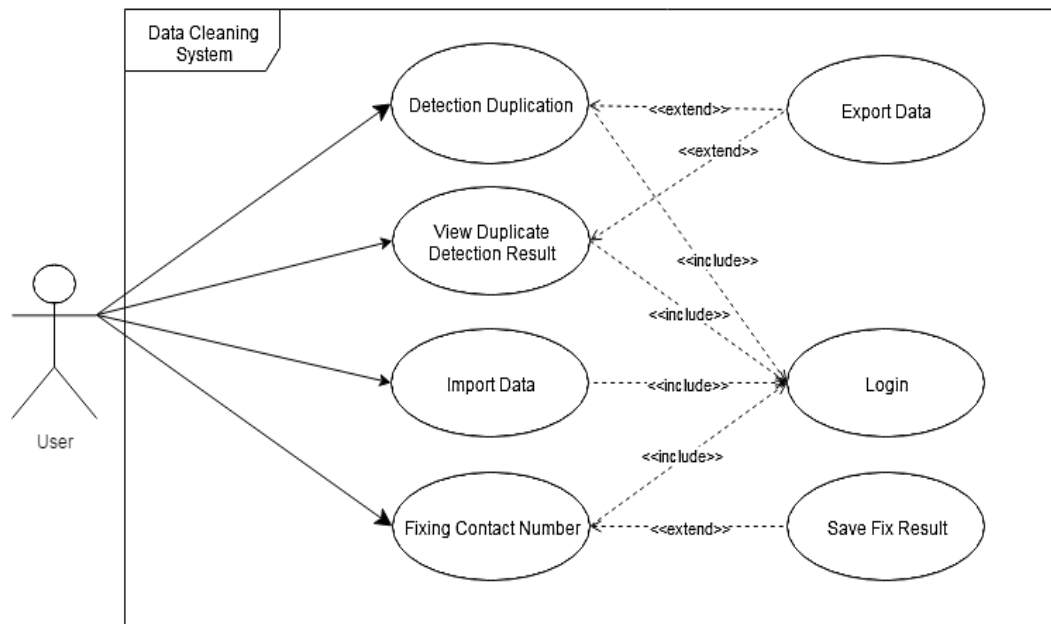 Data Cleaning
System
Detection Duplication
<<extend>>
Export Data
<<extend>>
View Duplicate
Detection Result
<<include>>
<<include>>
Import Data
<<include>>
Login
User
<<include>>
Fixing Contact Number
<<extend>>
Save Fix Result